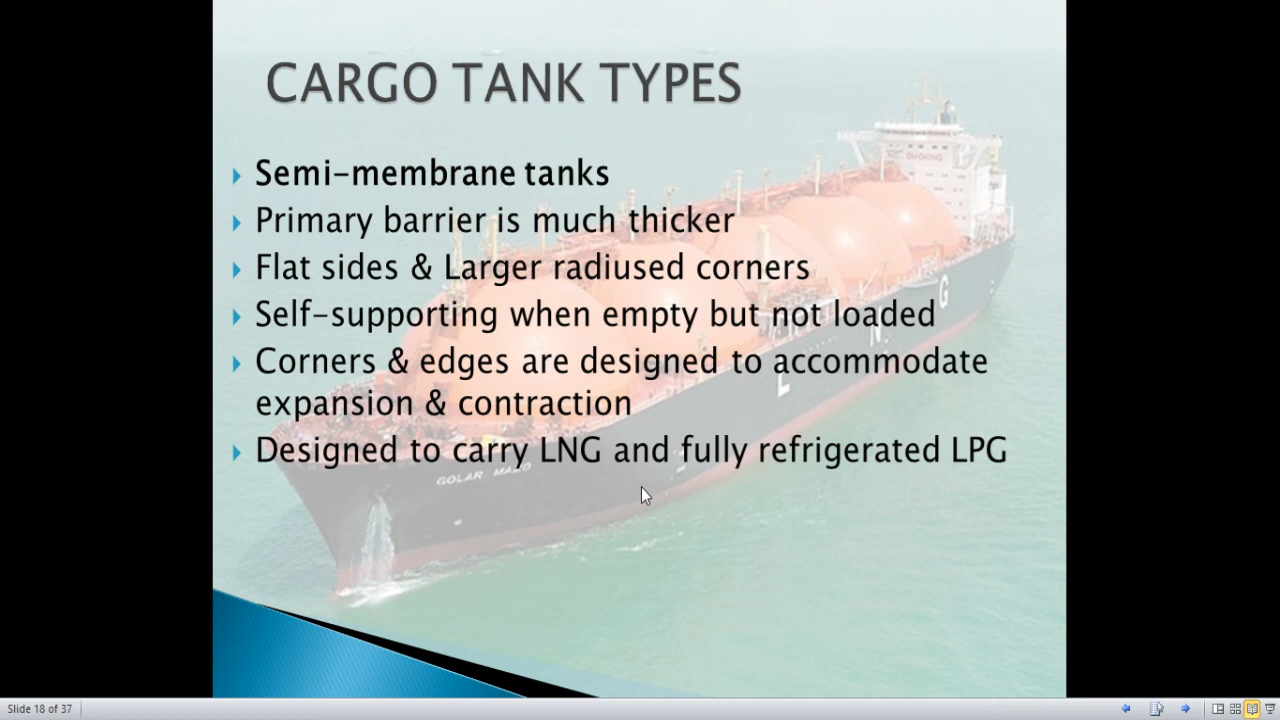 CARGO TANK TYPES
Semi-membrane tanks
Primary barrier is much thicker
Flat sides & Larger radiused corners
Self-supporting when empty but not loaded
Corners & edges are designed to accommodate
expansion & contraction
Designed to carry LNG and fully refrigerated LPG
SMOKING
L N G
GOLAR
Slide 18 of 37